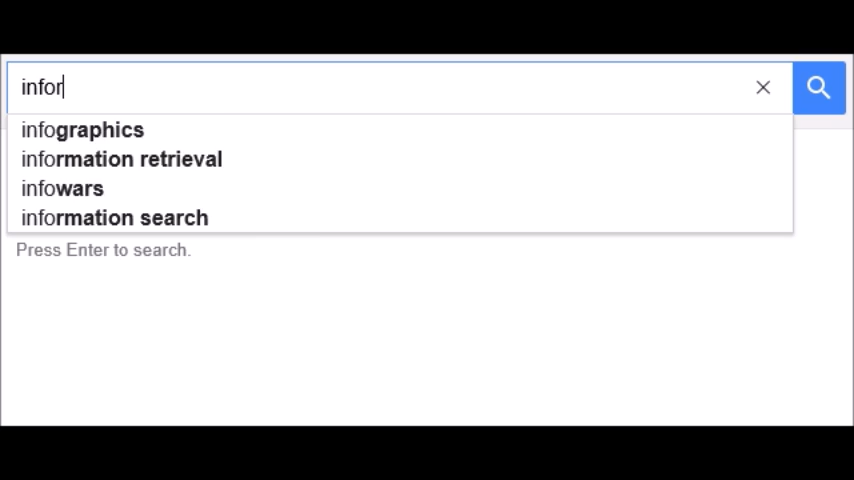 infor
infographics
information retrieval
infowars
information search
Press Enter to search.